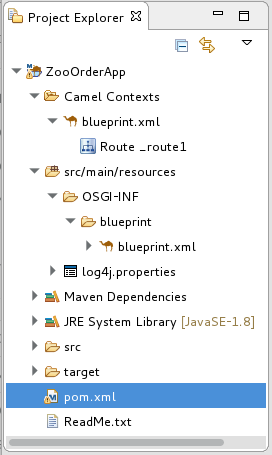 Project Explorer
ZooOrderApp
Camel Contexts
blueprint.xml
Route _route1
src/main/resources
OSGI-INF
blueprint
blueprint.xml
log4j.properties
Maven Dependencies
JRE System Library [JavaSE-1.8]
src
target
pom.xml
ReadMe.txt